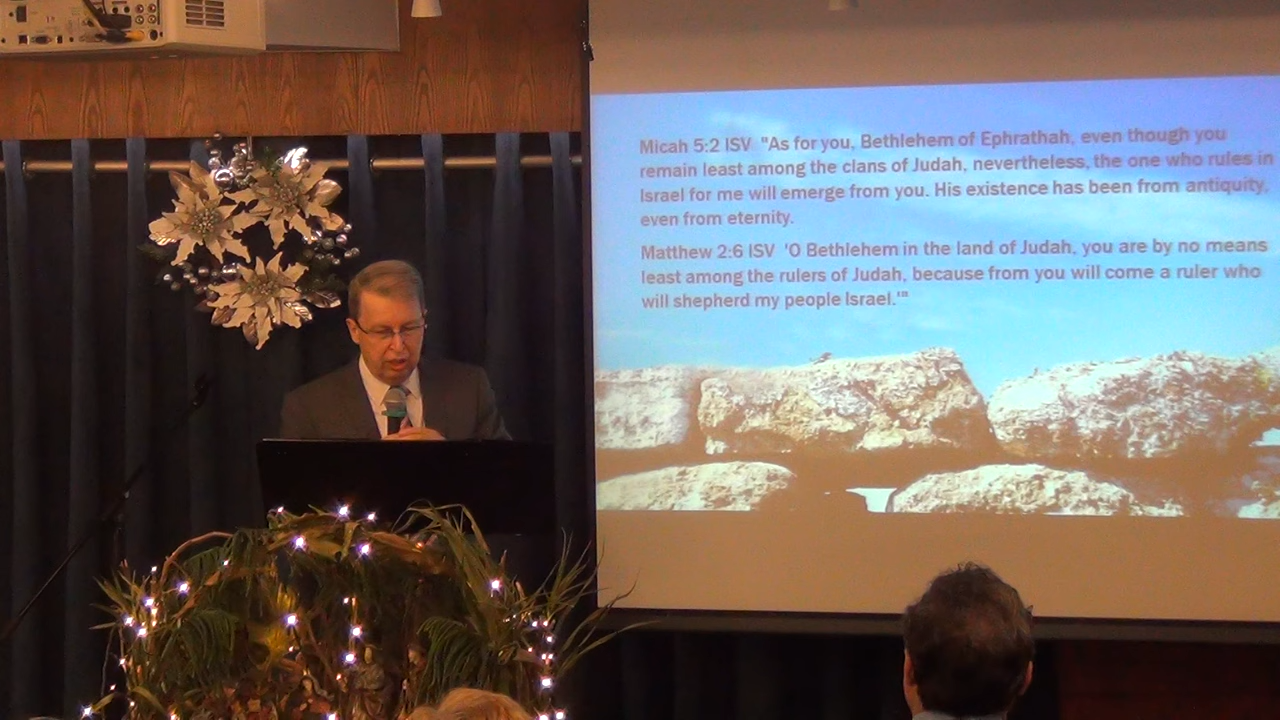 Micah 5:2 ISV "As for you, Bethlehem of Ephrathah, even though you
remain least among the clans of Judah, nevertheless, the one who rules in
Israel for me will emerge from you. His existence has been from antiquity,
even from eternity.
Matthew 2:6 ISV 'O Bethlehem in the land of Judah, you are by no means
least among the rulers of Judah, because from you will come a ruler who
will shepherd my people Israel.'"